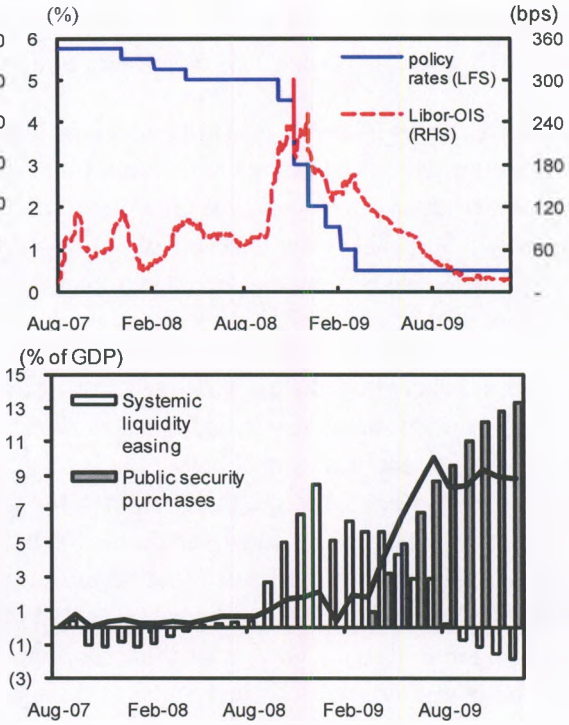 (%)
(bps)
6
360
policy
rates (LFS)
5
300
Libor-OIS
(RHS)
4
240
3
180
2
120
1
60
0
-
Aug-07 Feb-08 Aug-08 Feb-09 Aug-09
(% of GDP)
15
Systemic
liquidity
easing
13
11
Public security
purchases
9
7
5
3
1
(1)
(3)
Aug-07 Feb-08 Aug-08 Feb-09 Aug-09